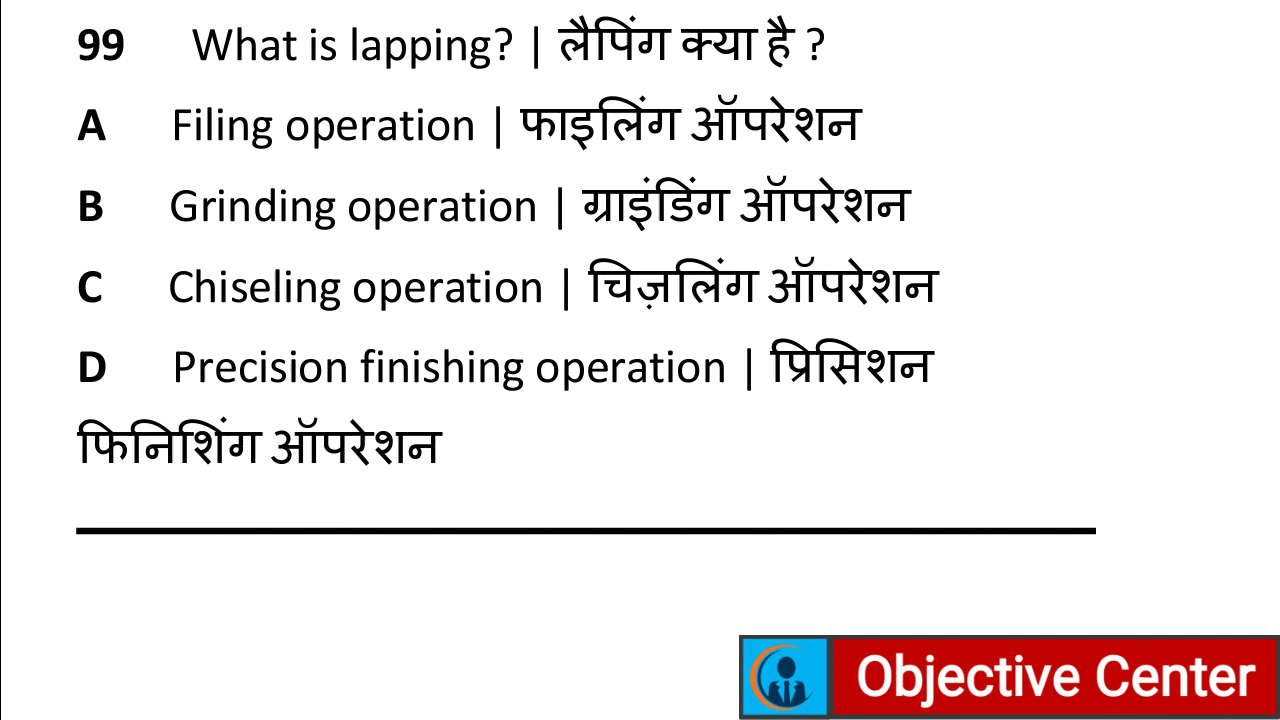 99 What is lapping? | लैपिंग क्या है ?
A Filing operation | फाइलिंग ऑपरेशन
B Grinding operation | ग्राइंडिंग ऑपरेशन
C Chiseling operation | चिज़लिंग ऑपरेशन
D Precision finishing operation | प्रिसिशन
फिनिशिंग ऑपरेशन
Objective Center